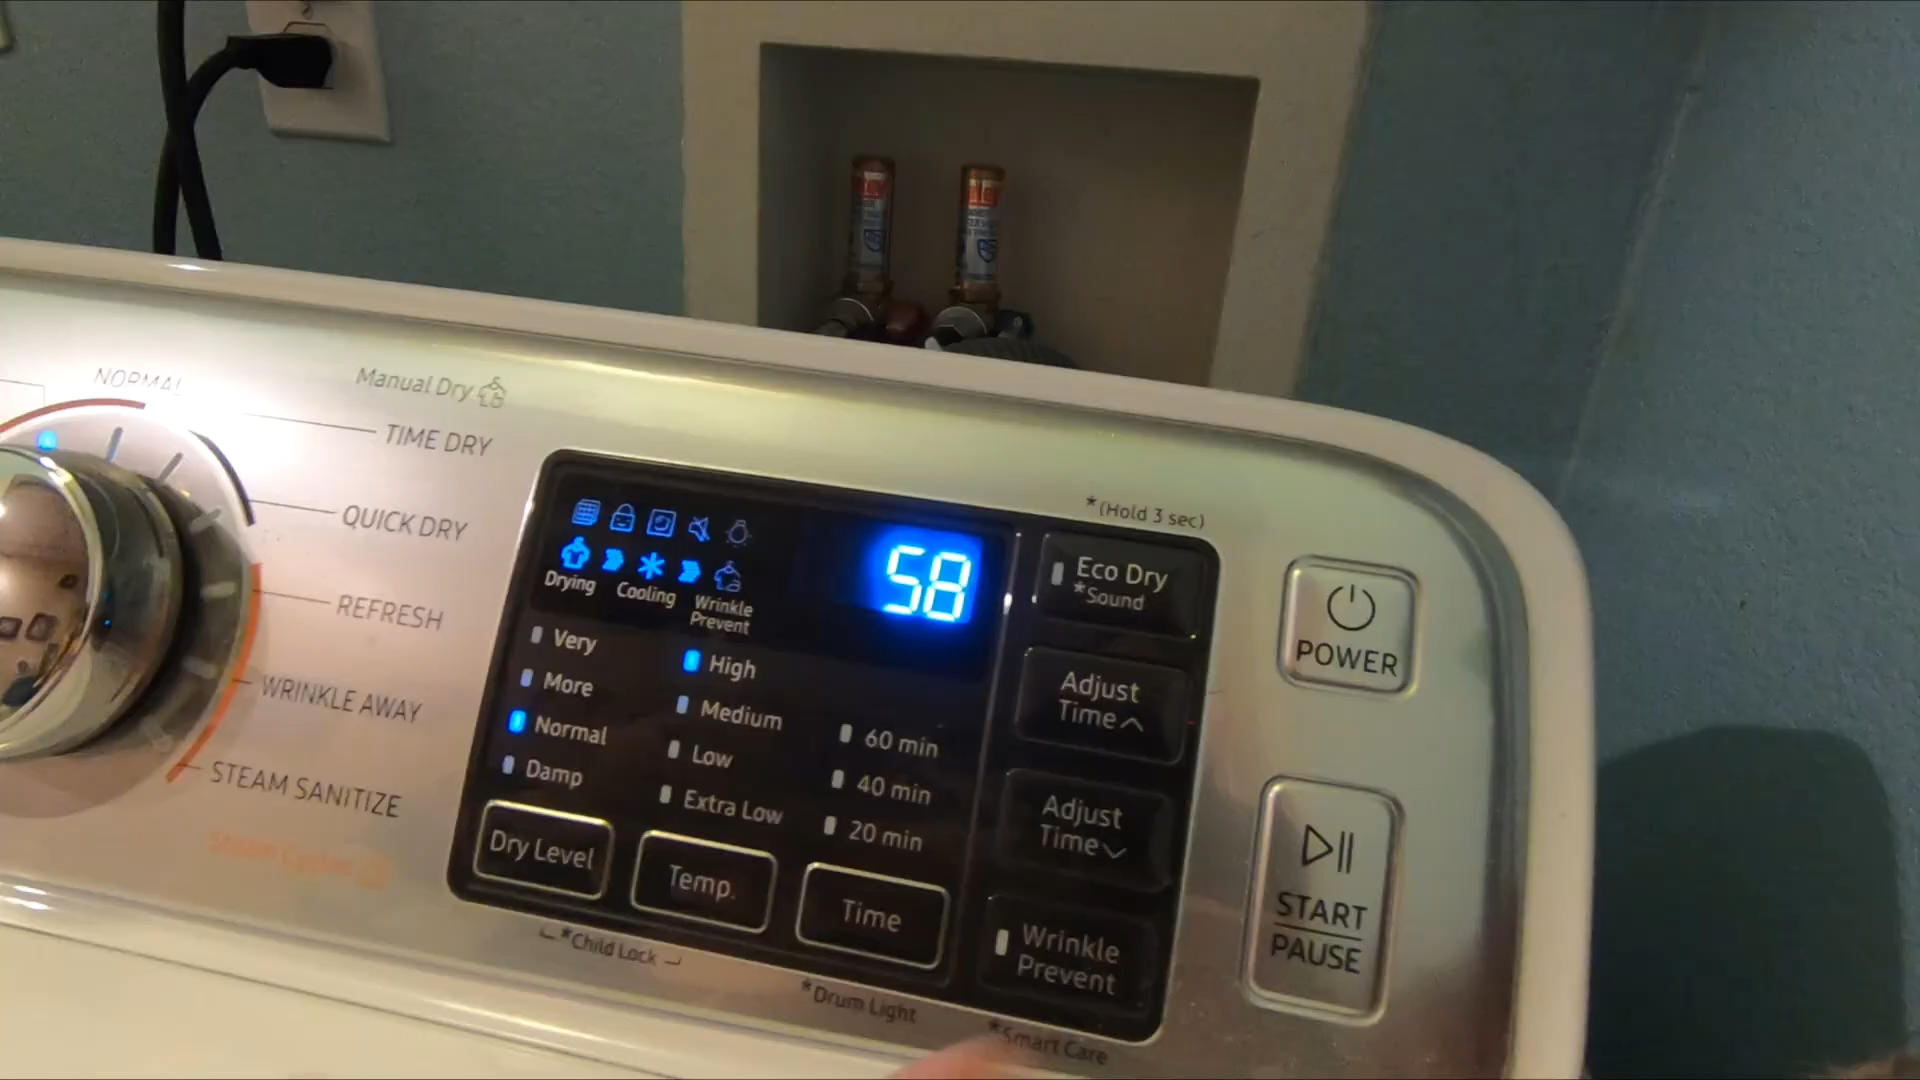 NORMAL
Manual Dry
TIME DRY
QUICK DRY
REFRESH
WRINKLE AWAY
STEAM SANITIZE
Steam Cycles
Drying
Cooling
Wrinkle
Prevent
58
Very
More
Normal
Damp
High
Medium
Low
Extra Low
60 min
40 min
20 min
Dry Level
Temp.
Time
*Child Lock
*Drum Light
*Smart Care
*(Hold 3 sec)
Eco Dry
*Sound
Adjust
Time
Adjust
Time
Wrinkle
Prevent
POWER
START
PAUSE